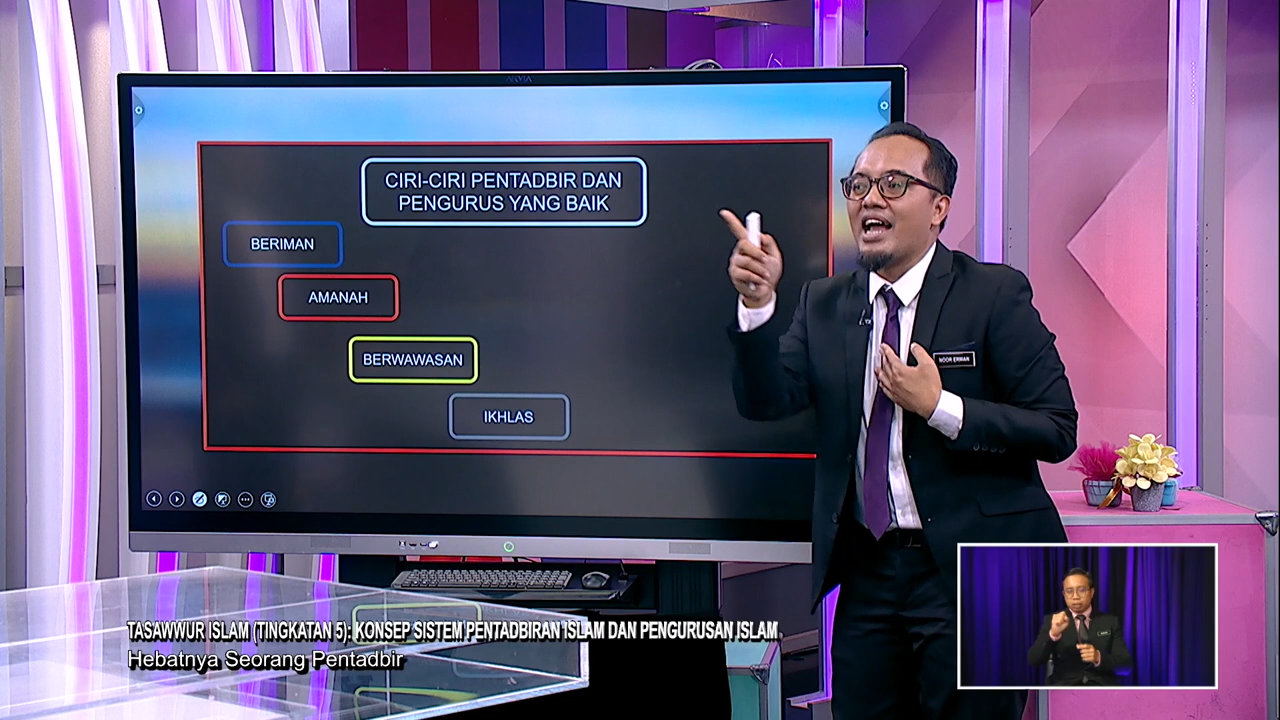 CIRI-CIRI PENTADBIR DAN
PENGURUS YANG BAIK
BERIMAN
AMANAH
BERWAWASAN
IKHLAS
NOOR ERMAN
TASAWWUR ISLAM (TINGKATAN 5): KONSEP SISTEM PENTADBIRAN ISLAM DAN PENGURUSAN ISLAM
Hebatnya Seorang Pentadbir